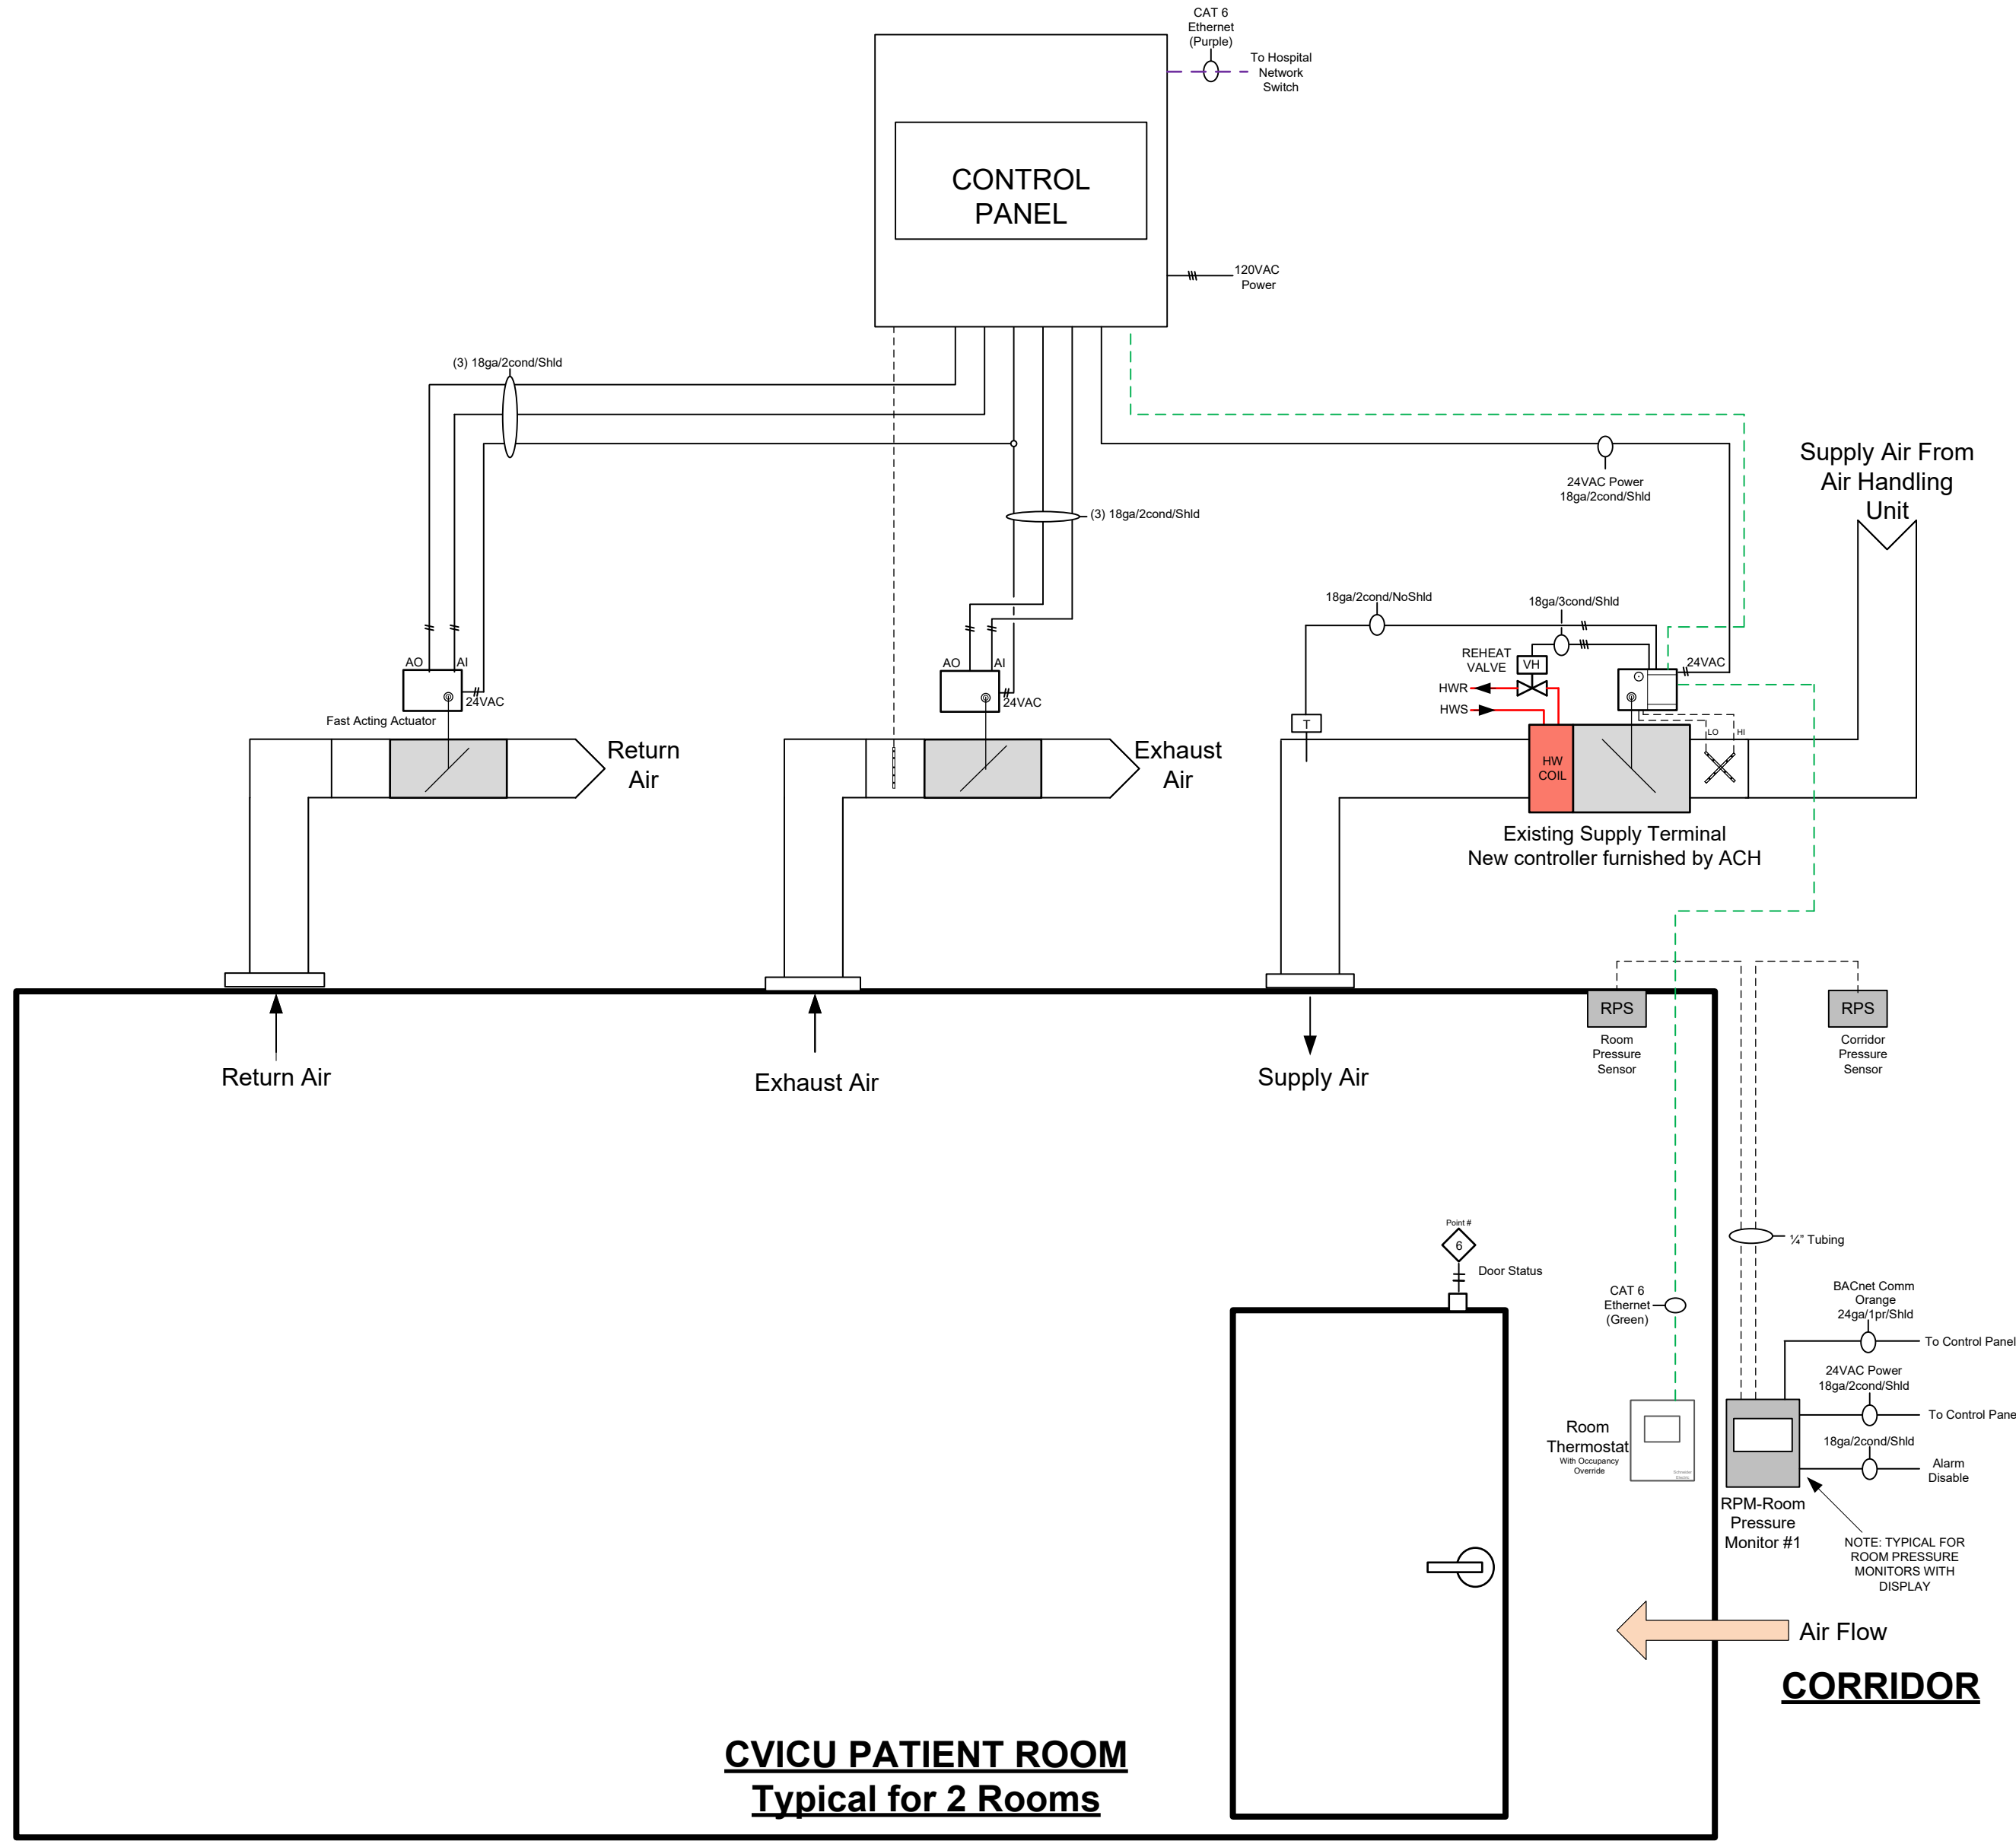 CAT 6
Ethernet
(Purple)
To Hospital
Network
Switch
CONTROL
PANEL
120VAC
Power
(3) 18ga/2cond/Shld
(3) 18ga/2cond/Shld
24VAC Power
18ga/2cond/Shld
Supply Air From
Air Handling
Unit
18ga/2cond/NoShld
18ga/3cond/Shld
REHEAT
VALVE
VH
24VAC
HWR
HWS
AO
AI
24VAC
Fast Acting Actuator
AO
AI
24VAC
T
LO
HI
HW
COIL
Return
Air
Exhaust
Air
Existing Supply Terminal
New controller furnished by ACH
RPS
Room
Pressure
Sensor
RPS
Corridor
Pressure
Sensor
Return Air
Exhaust Air
Supply Air
Point #
6
Door Status
¼" Tubing
CAT 6
Ethernet
(Green)
BACnet Comm
Orange
24ga/1pr/Shld
To Control Panel
24VAC Power
18ga/2cond/Shld
To Control Pane
18ga/2cond/Shld
Alarm
Disable
Room
Thermostat
With Occupancy
Override
Schneider
Electric
RPM-Room
Pressure
Monitor #1
NOTE: TYPICAL FOR
ROOM PRESSURE
MONITORS WITH
DISPLAY
Air Flow
CORRIDOR
CVICU PATIENT ROOM
Typical for 2 Rooms